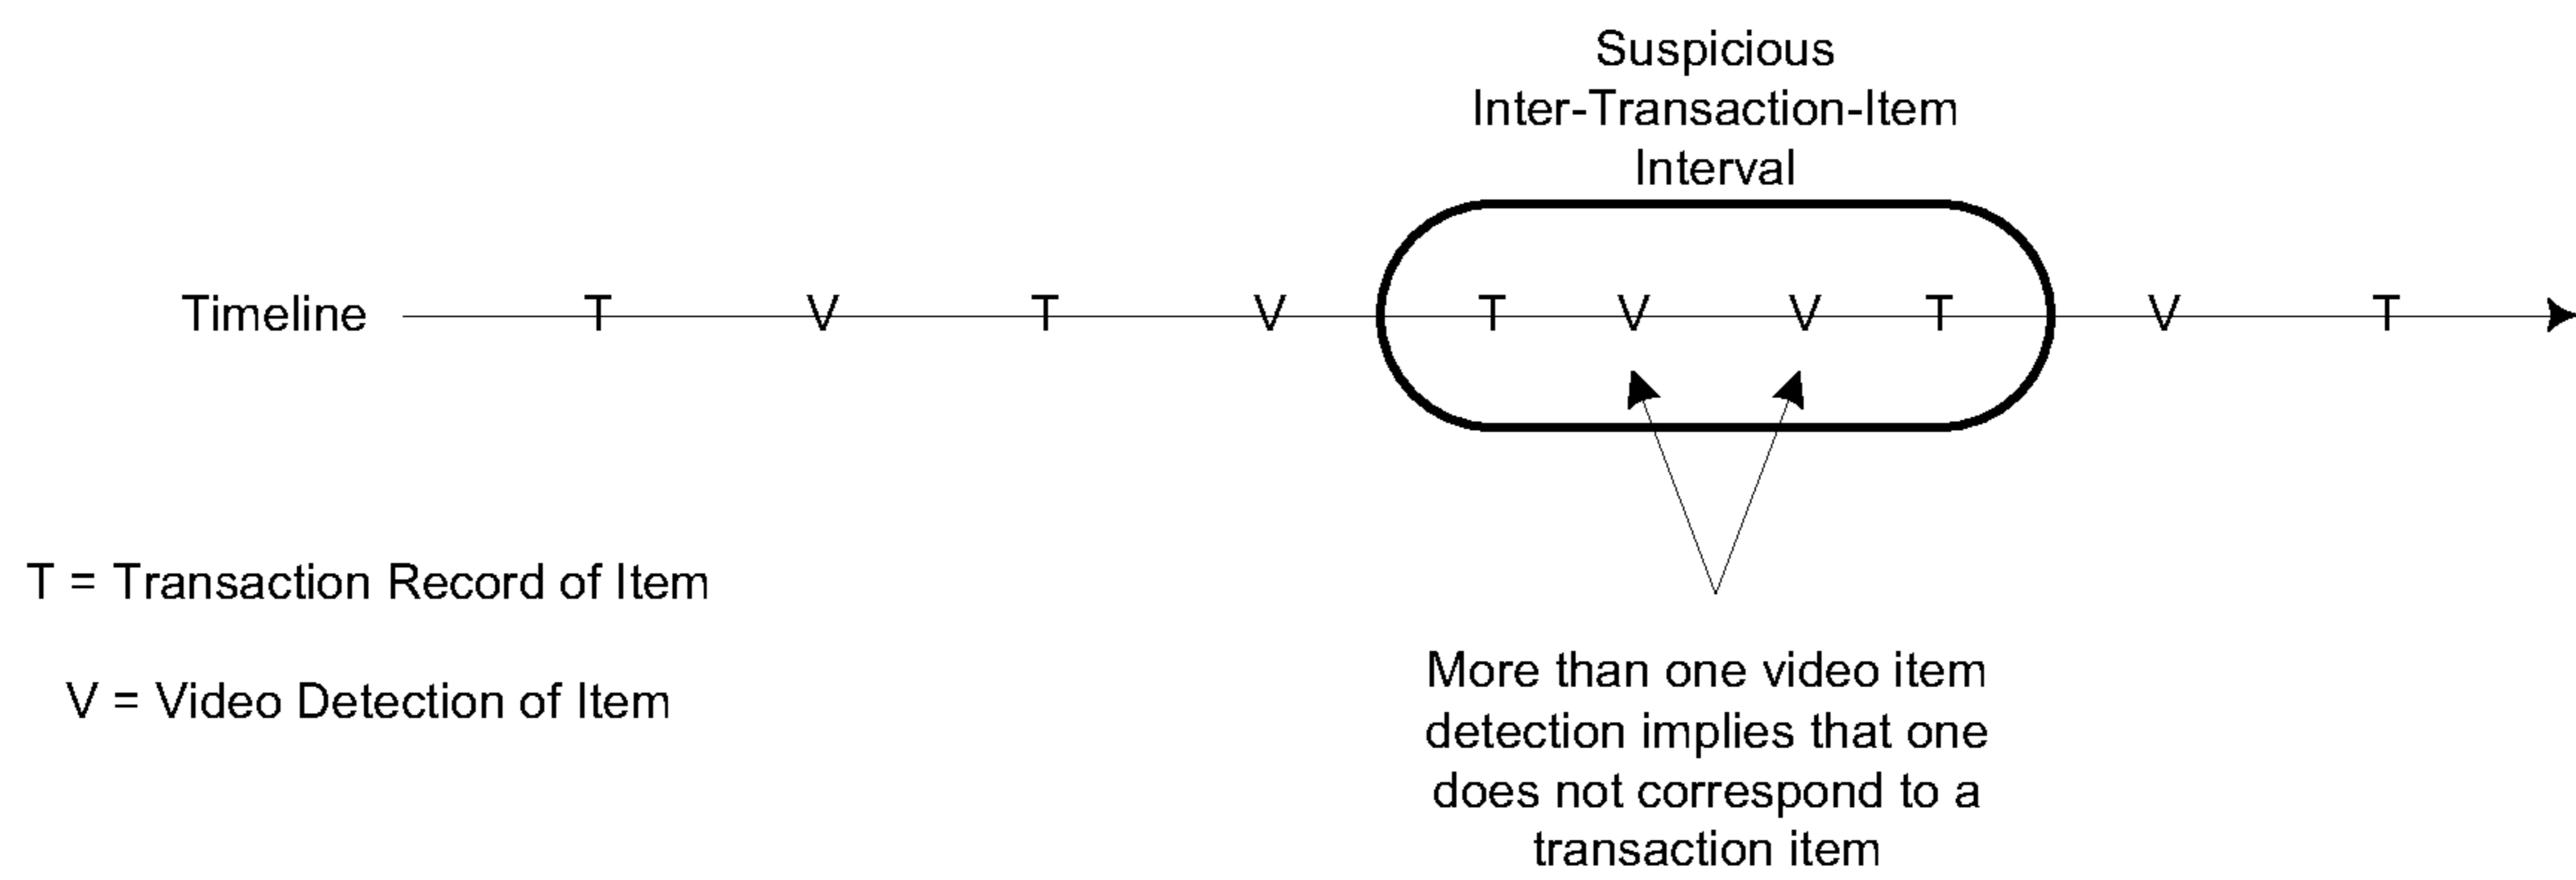 Suspicious
Inter-Transaction-Item
Interval
Timeline T V T V T V V T V T
T = Transaction Record of Item
V = Video Detection of Item
More than one video item
detection implies that one
does not correspond to a
transaction item